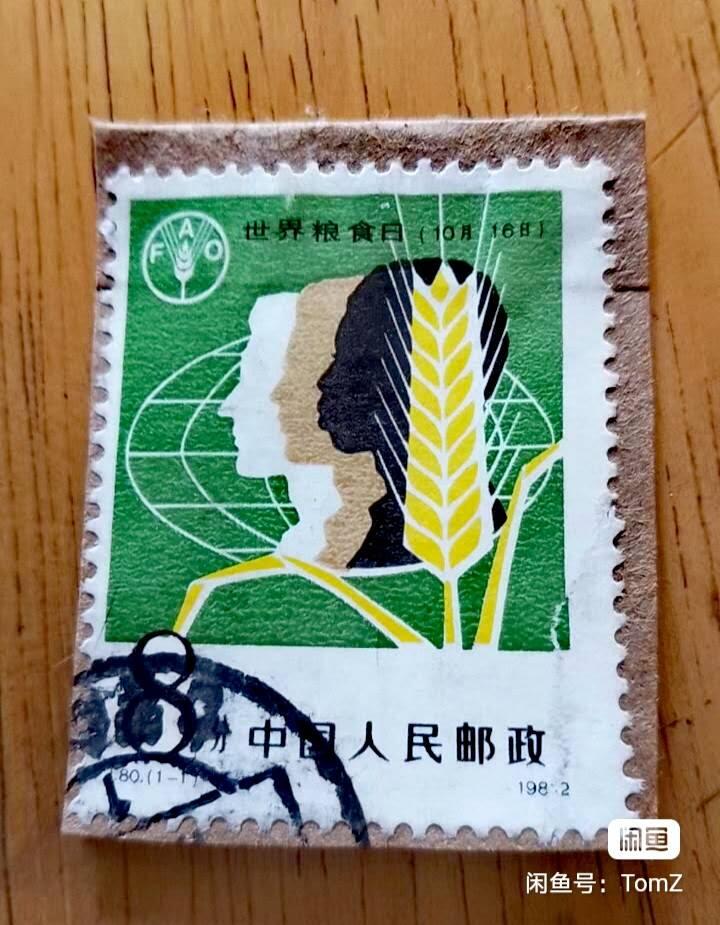 FAO
世界粮食日 (10月 16日)
8分 中国人民邮政
80.(1-1) 1982
闲鱼
闲鱼号：TomZ